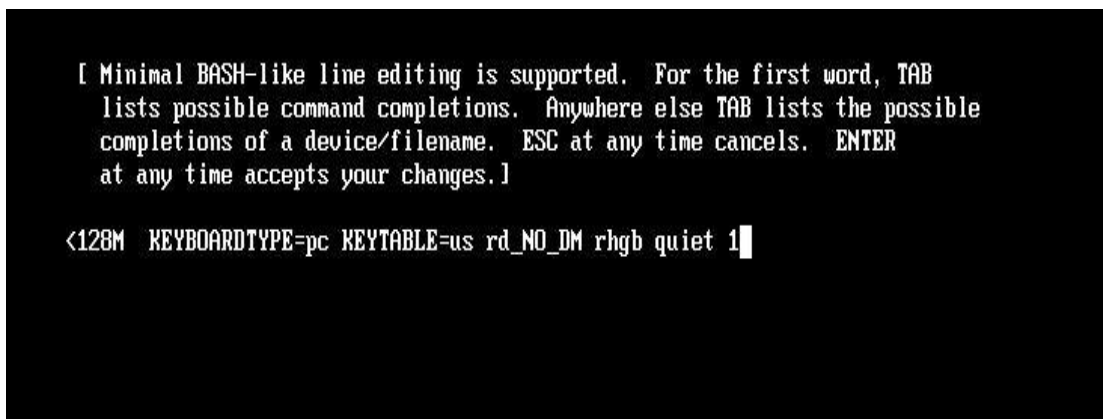 [ Minimal BASH-like line editing is supported.  For the first word, TAB
lists possible command completions.  Anywhere else TAB lists the possible
completions of a device/filename.  ESC at any time cancels.  ENTER
at any time accepts your changes.]
<128M  KEYBOARDTYPE=pc KEYTABLE=us rd_NO_DM rhgb quiet 1